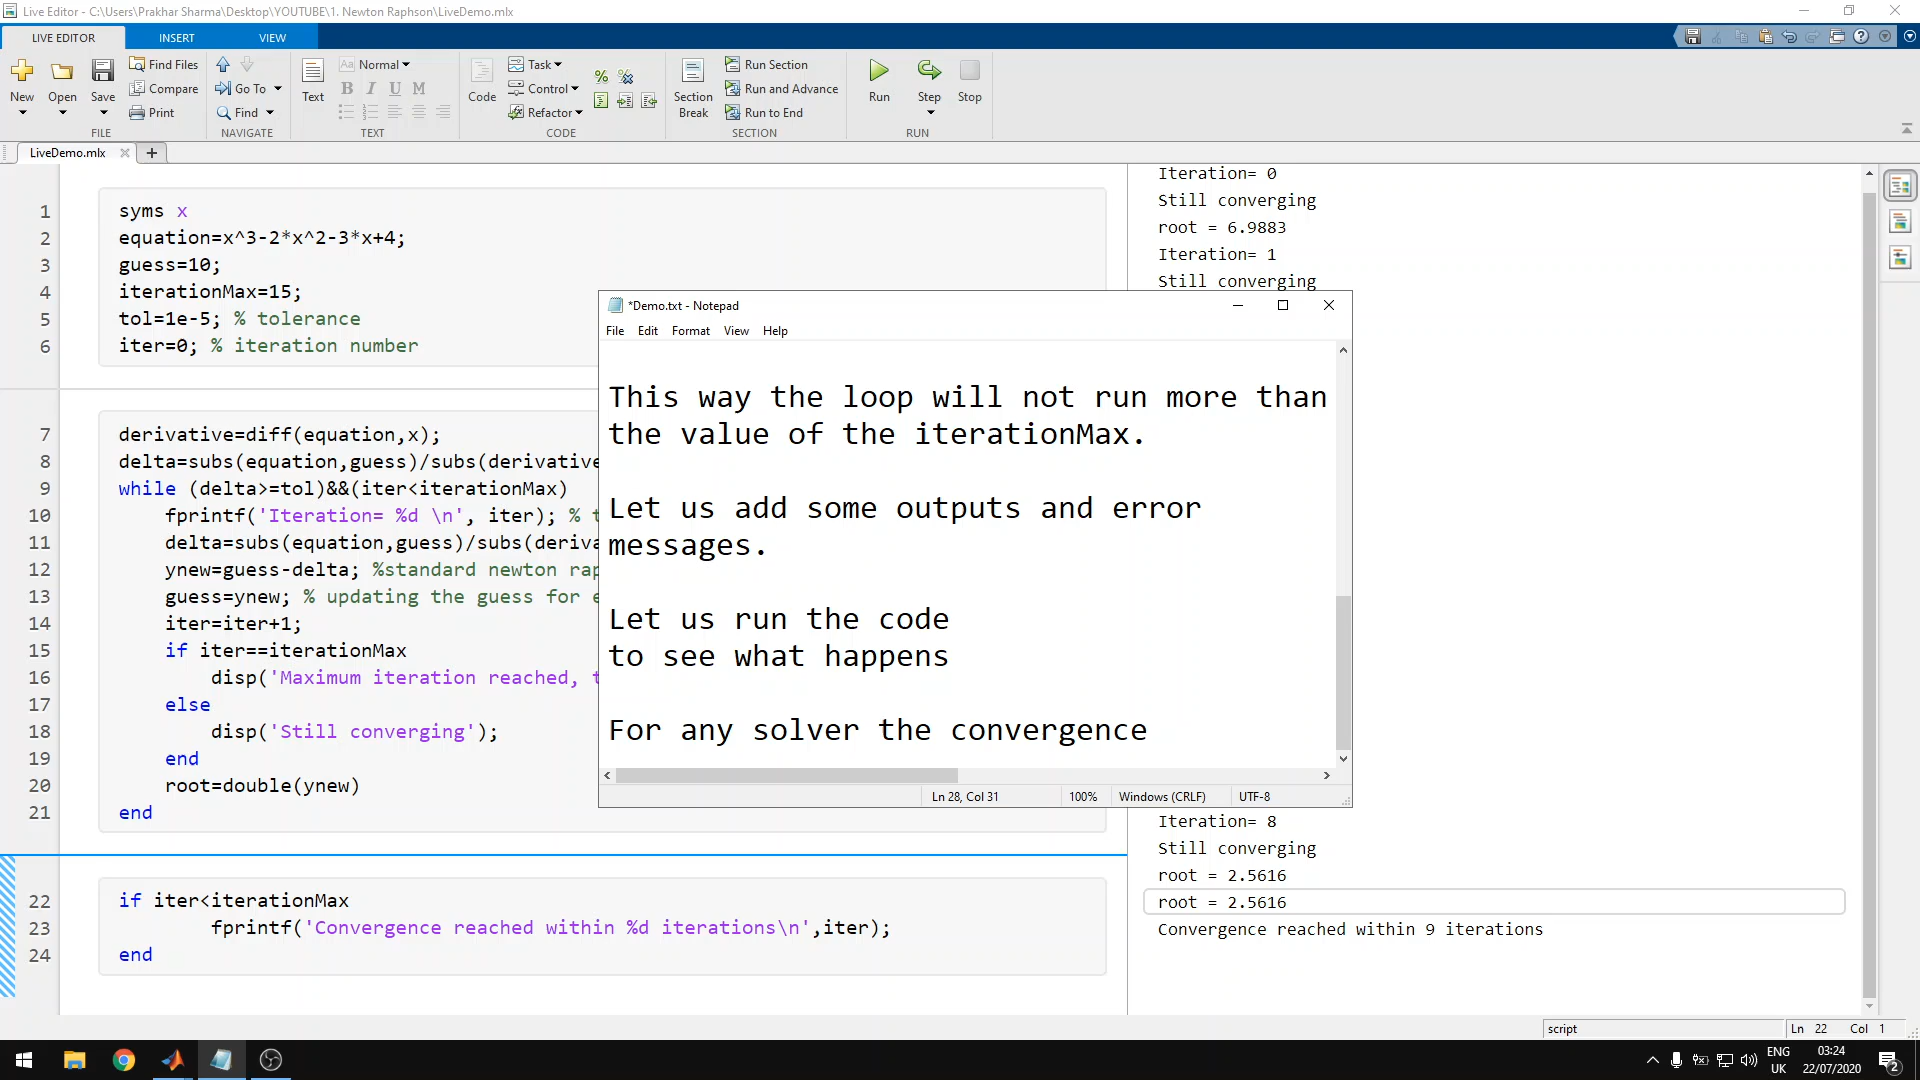 Live Editor - C:\Users\Prakhar Sharma\Desktop\YOUTUBE\1. Newton Raphson\LiveDemo.mlx
LIVE EDITOR INSERT VIEW
New
Open
Save
Find Files
Compare
Print
FILE
Go To
Find
NAVIGATE
Text
Aa Normal
B I U M
TEXT
Code
Task
Control
Refactor
CODE
Section Break
Run Section
Run and Advance
Run to End
SECTION
Run
Step
Stop
RUN
LiveDemo.mlx
1 syms x
2 equation=x^3-2*x^2-3*x+4;
3 guess=10;
4 iterationMax=15;
5 tol=1e-5; % tolerance
6 iter=0; % iteration number
7 derivative=diff(equation,x);
8 delta=subs(equation,guess)/subs(derivative
9 while (delta>=tol)&&(iter<iterationMax)
10 fprintf('Iteration= %d \n', iter); % t
11 delta=subs(equation,guess)/subs(deriva
12 ynew=guess-delta; %standard newton rap
13 guess=ynew; % updating the guess for e
14 iter=iter+1;
15 if iter==iterationMax
16 disp('Maximum iteration reached, t
17 else
18 disp('Still converging');
19 end
20 root=double(ynew)
21 end
22 if iter<iterationMax
23 fprintf('Convergence reached within %d iterations\n',iter);
24 end
Iteration= 0
Still converging
root = 6.9883
Iteration= 1
Still converging
*Demo.txt - Notepad
File Edit Format View Help
This way the loop will not run more than
the value of the iterationMax.
Let us add some outputs and error
messages.
Let us run the code
to see what happens
For any solver the convergence
Ln 28, Col 31 100% Windows (CRLF) UTF-8
Iteration= 8
Still converging
root = 2.5616
root = 2.5616
Convergence reached within 9 iterations
script Ln 22 Col 1
ENG
UK
03:24
22/07/2020
2